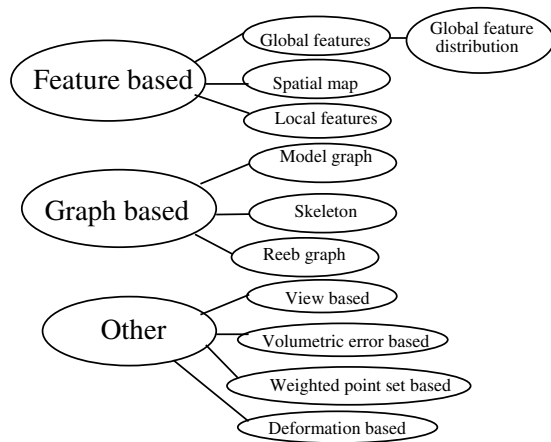 Feature based
Global features
Global feature
distribution
Spatial map
Local features
Graph based
Model graph
Skeleton
Reeb graph
Other
View based
Volumetric error based
Weighted point set based
Deformation based